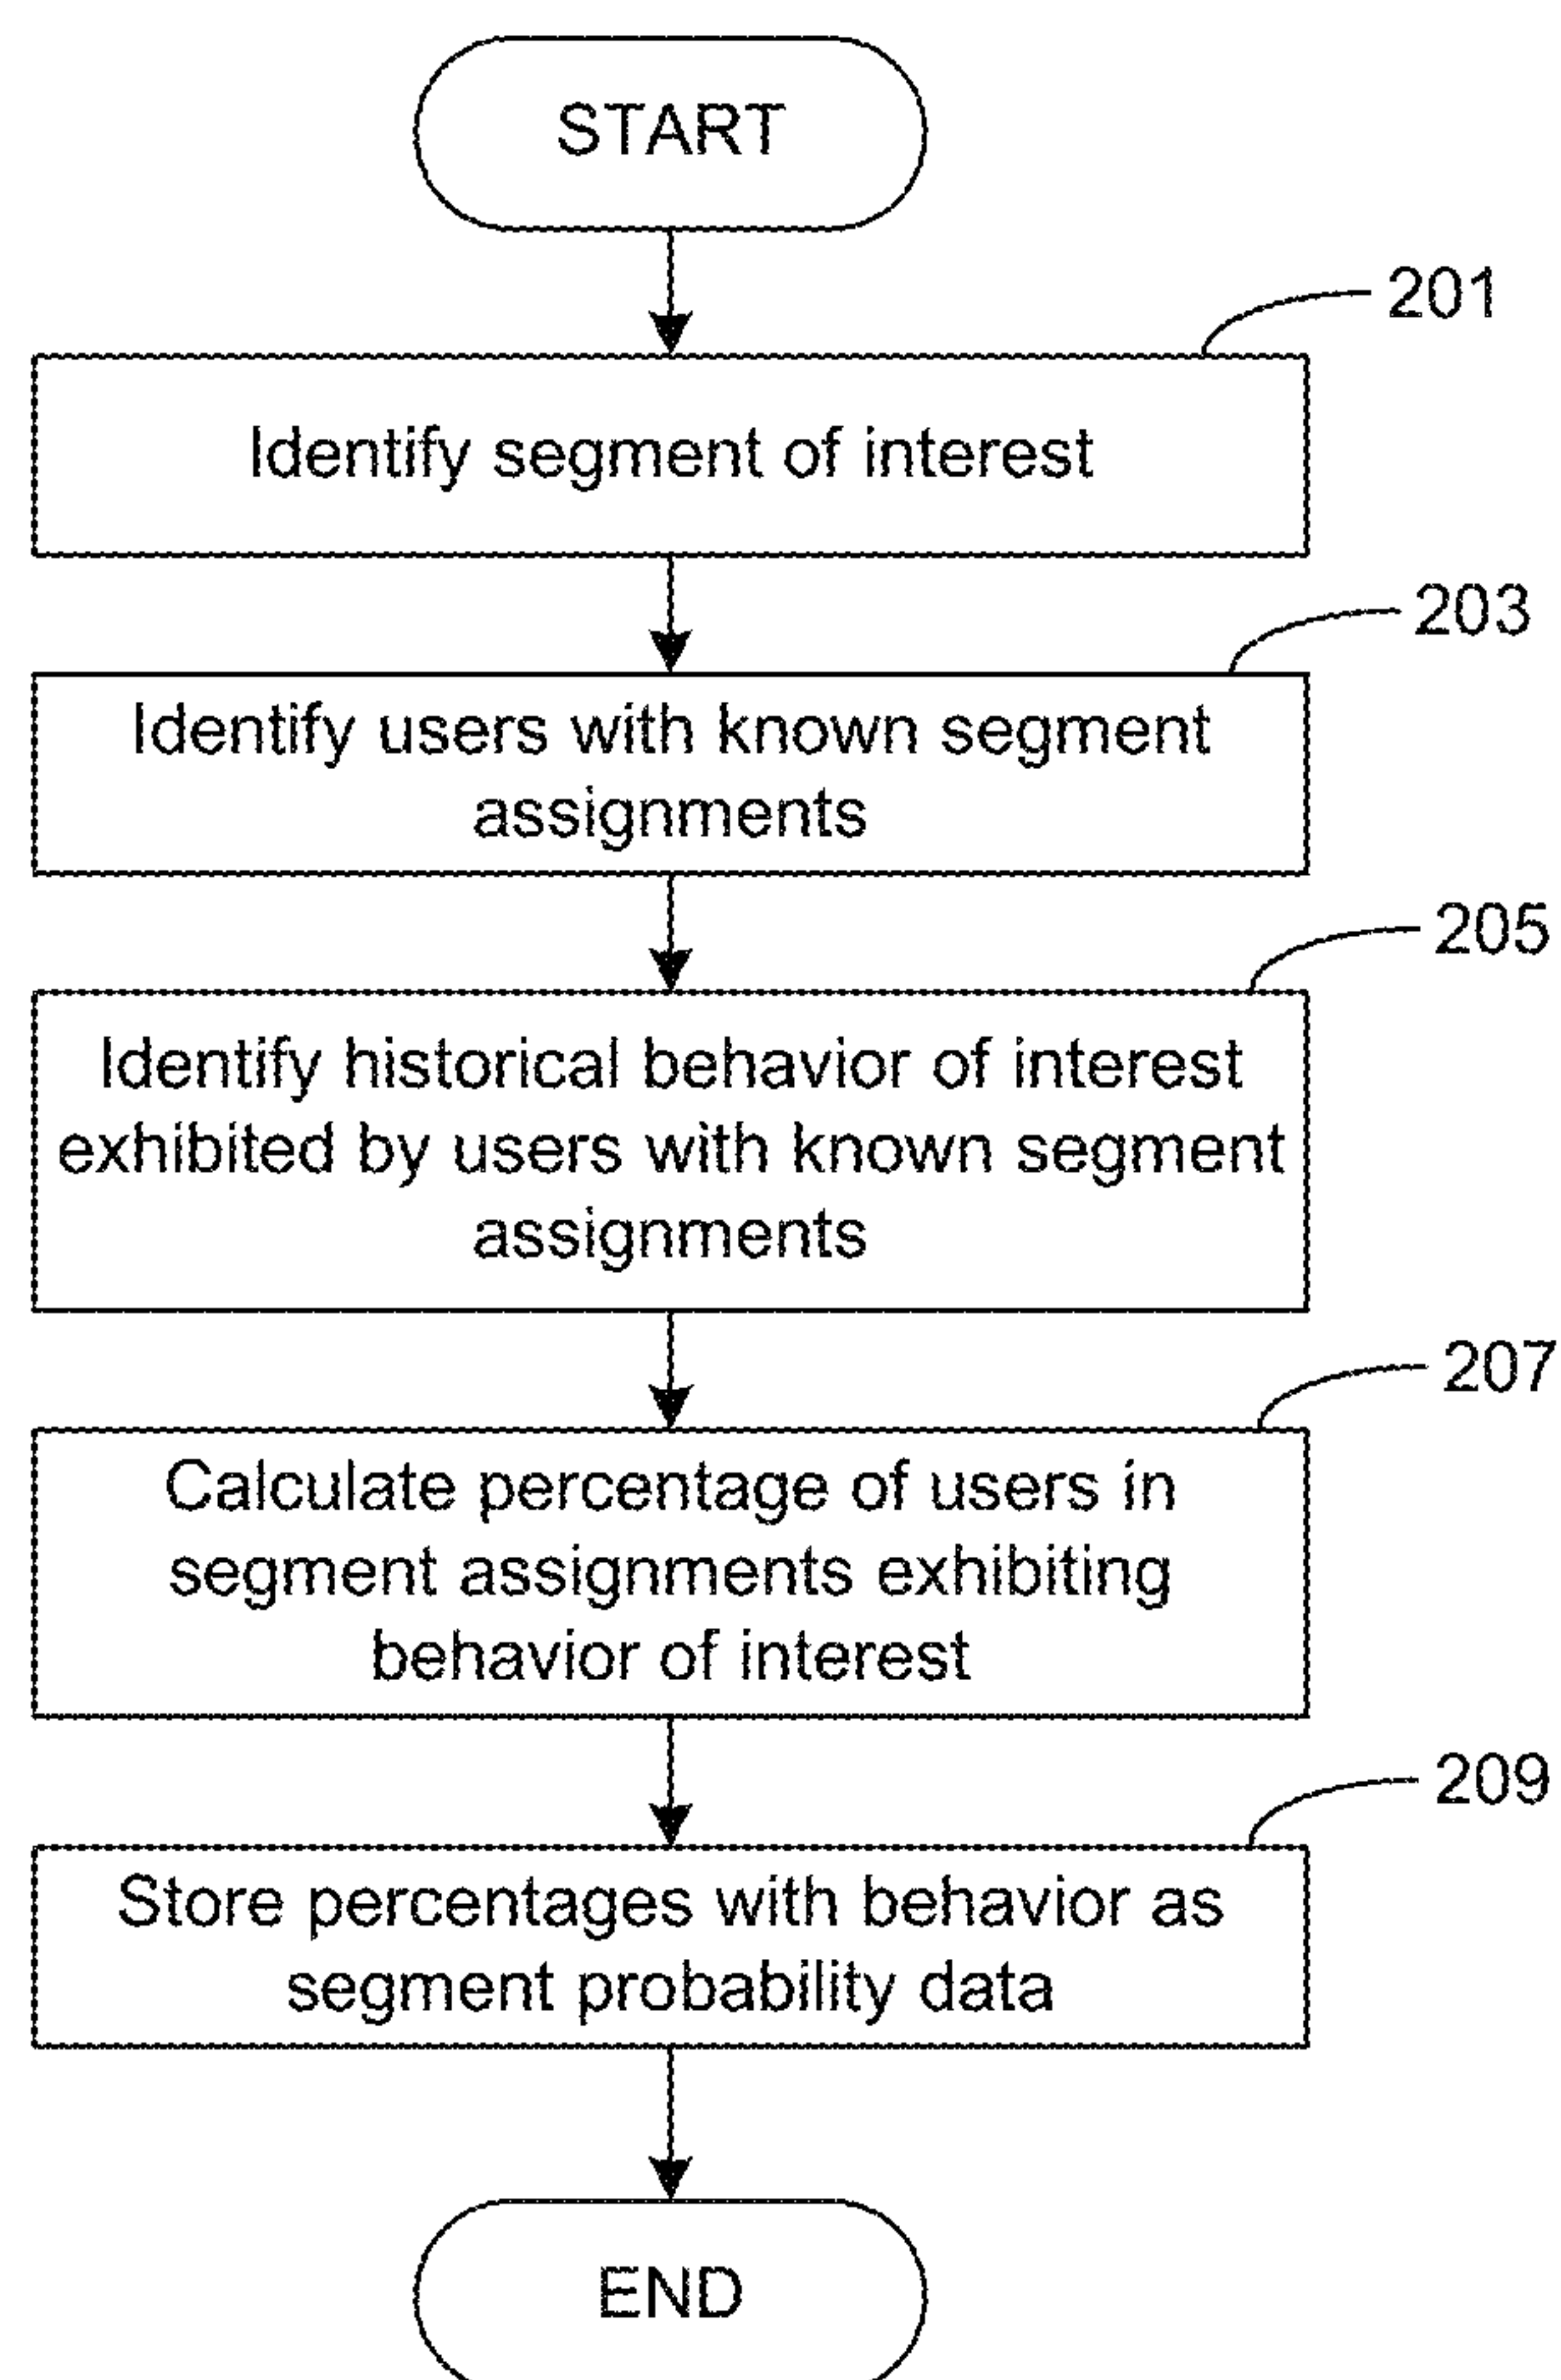 START
201
Identify segment of interest
203
Identify users with known segment
assignments
205
Identify historical behavior of interest
exhibited by users with known segment
assignments
207
Calculate percentage of users in
segment assignments exhibiting
behavior of interest
209
Store percentages with behavior as
segment probability data
END